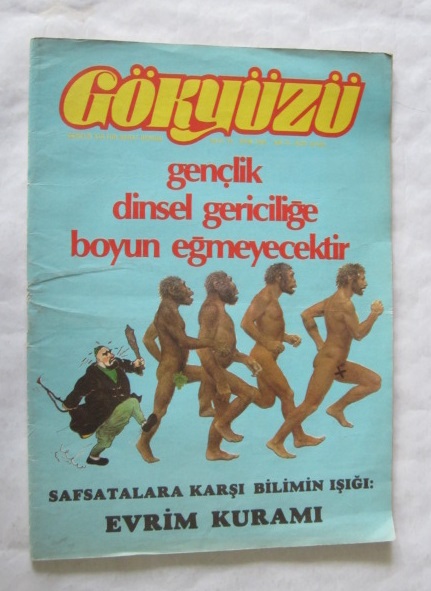 GÖKYÜZÜ
gençlik
dinsel gericiliğe
boyun eğmeyecektir
SAFSATALARA KARŞI BİLİMİN IŞIĞI:
EVRİM KURAMI